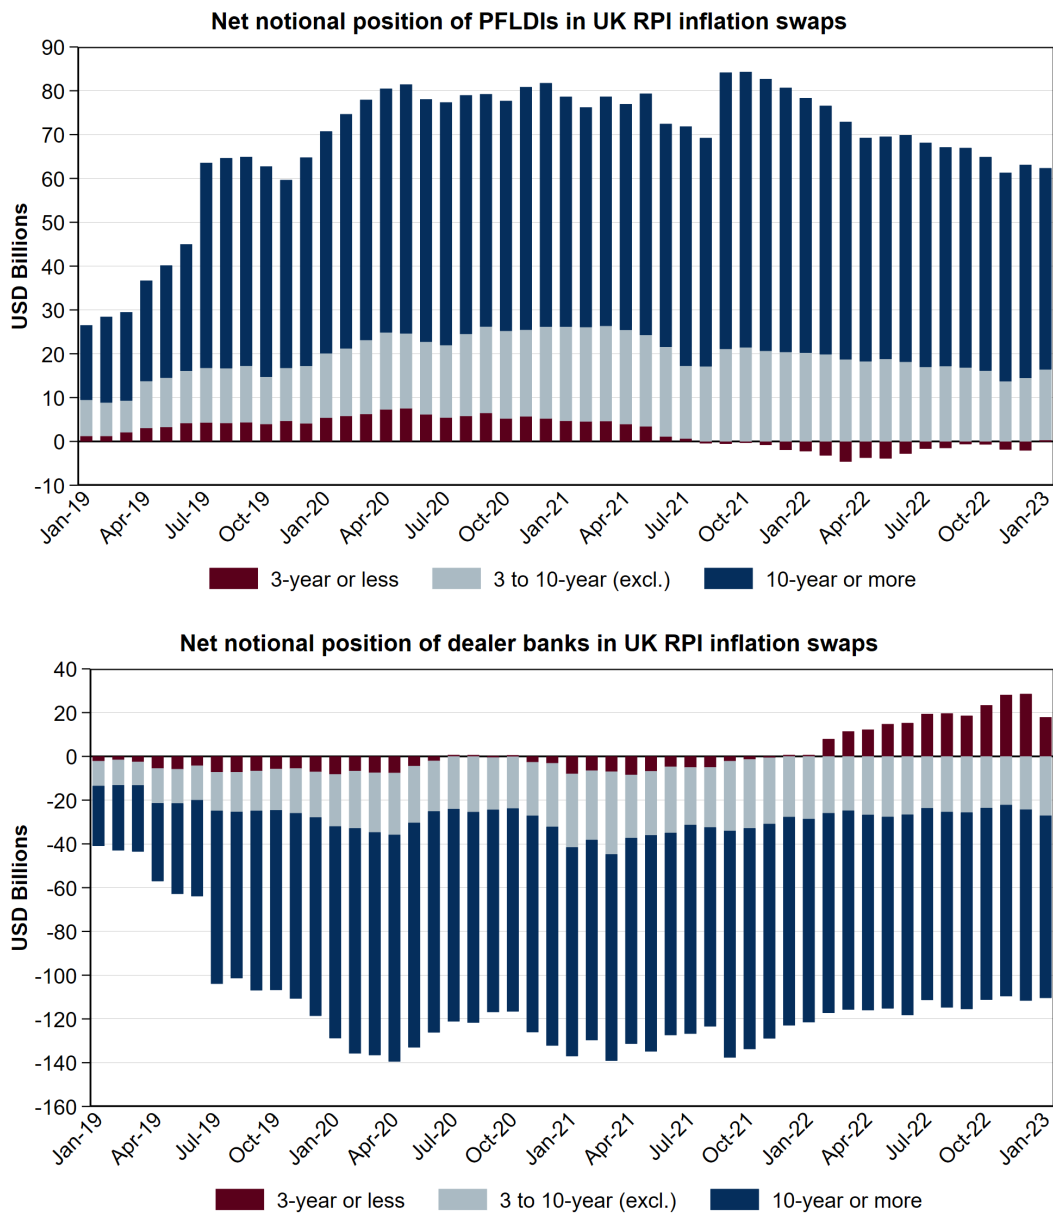 Net notional position of PFLDIs in UK RPI inflation swaps
USD Billions
90
80
70
60
50
40
30
20
10
0
-10
Jan-19 Apr-19 Jul-19 Oct-19 Jan-20 Apr-20 Jul-20 Oct-20 Jan-21 Apr-21 Jul-21 Oct-21 Jan-22 Apr-22 Jul-22 Oct-22 Jan-23
3-year or less 3 to 10-year (excl.) 10-year or more
Net notional position of dealer banks in UK RPI inflation swaps
USD Billions
40
20
0
-20
-40
-60
-80
-100
-120
-140
-160
Jan-19 Apr-19 Jul-19 Oct-19 Jan-20 Apr-20 Jul-20 Oct-20 Jan-21 Apr-21 Jul-21 Oct-21 Jan-22 Apr-22 Jul-22 Oct-22 Jan-23
3-year or less 3 to 10-year (excl.) 10-year or more